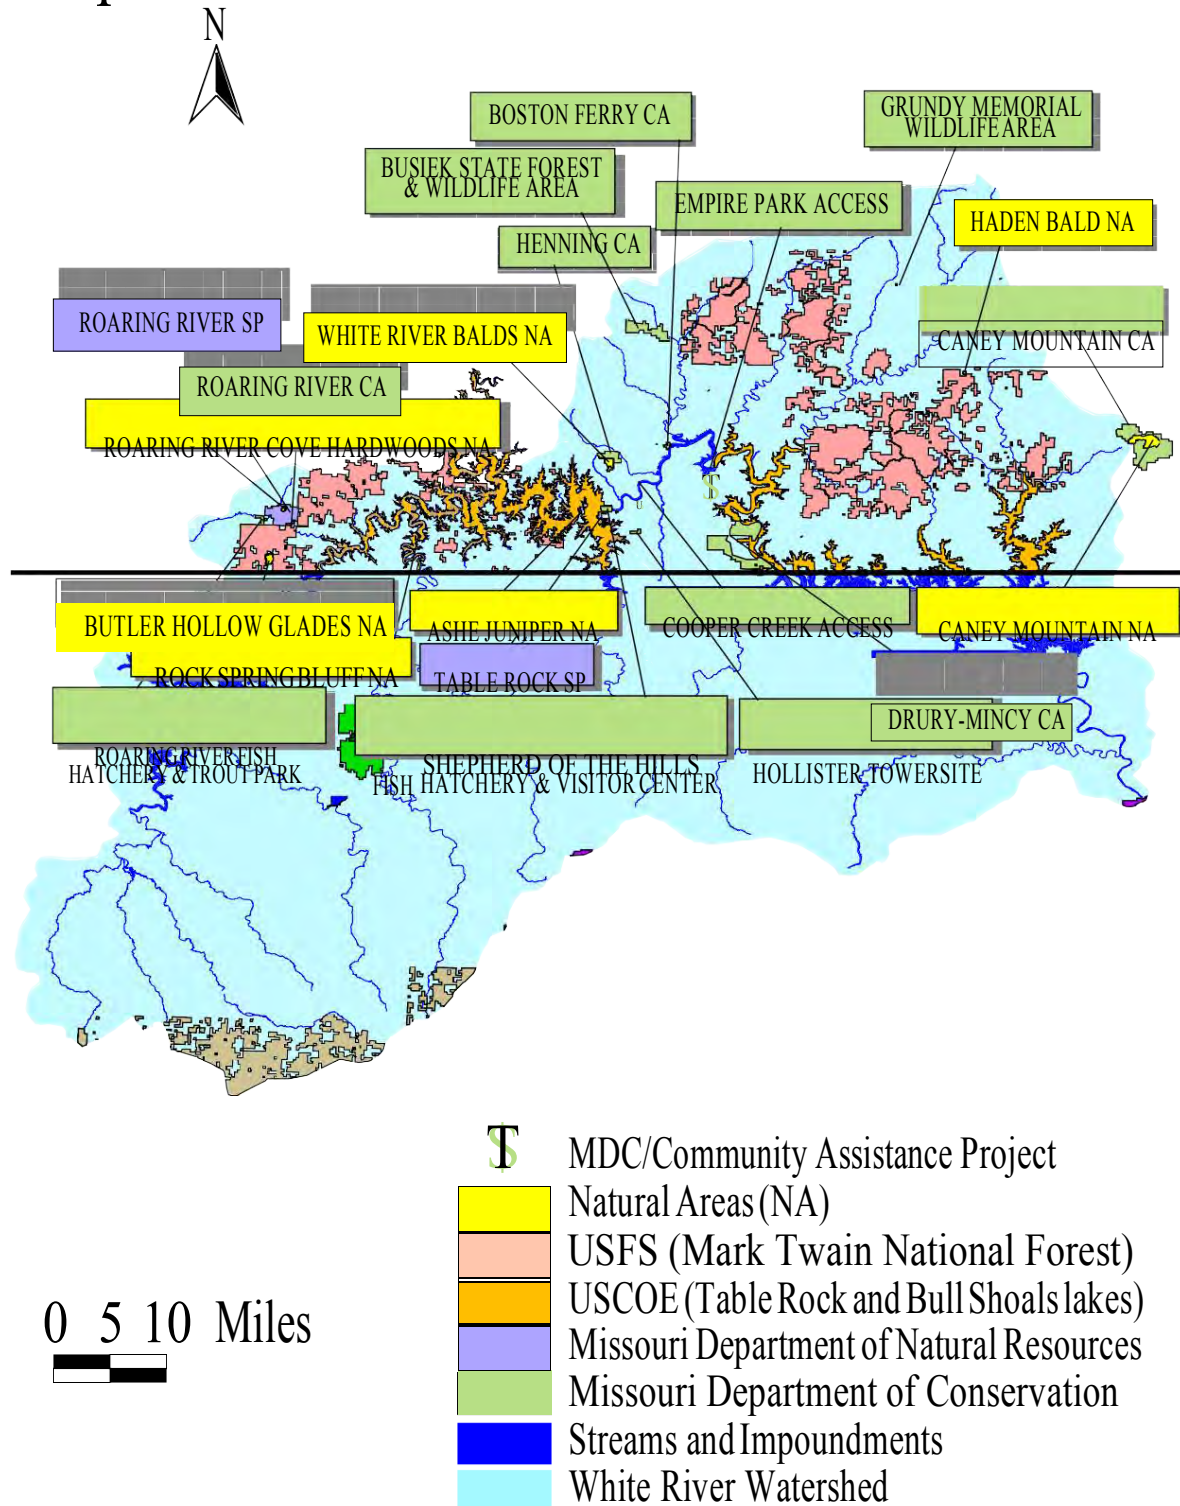 N
BOSTON FERRY CA
GRUNDY MEMORIAL
WILDLIFE AREA
BUSIEK STATE FOREST
& WILDLIFE AREA
EMPIRE PARK ACCESS
HADEN BALD NA
HENNING CA
ROARING RIVER SP
WHITE RIVER BALDS NA
CANEY MOUNTAIN CA
ROARING RIVER CA
ROARING RIVER COVE HARDWOODS NA
$
BUTLER HOLLOW GLADES NA
ASHE JUNIPER NA
COOPER CREEK ACCESS
CANEY MOUNTAIN NA
ROCK SPRING BLUFF NA
TABLE ROCK SP
DRURY-MINCY CA
ROARING RIVER FISH
HATCHERY & TROUT PARK
SHEPHERD OF THE HILLS
FISH HATCHERY & VISITOR CENTER
HOLLISTER TOWERSITE
T$ MDC/Community Assistance Project
Natural Areas (NA)
USFS (Mark Twain National Forest)
USCOE (Table Rock and Bull Shoals lakes)
0 5 10 Miles
Missouri Department of Natural Resources
Missouri Department of Conservation
Streams and Impoundments
White River Watershed